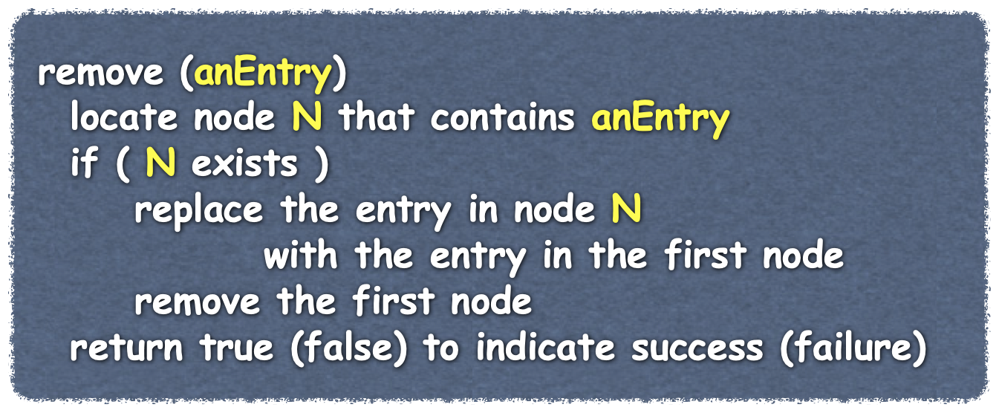 remove (anEntry)
locate node N that contains anEntry
if ( N exists )
replace the entry in node N
with the entry in the first node
remove the first node
return true (false) to indicate success (failure)